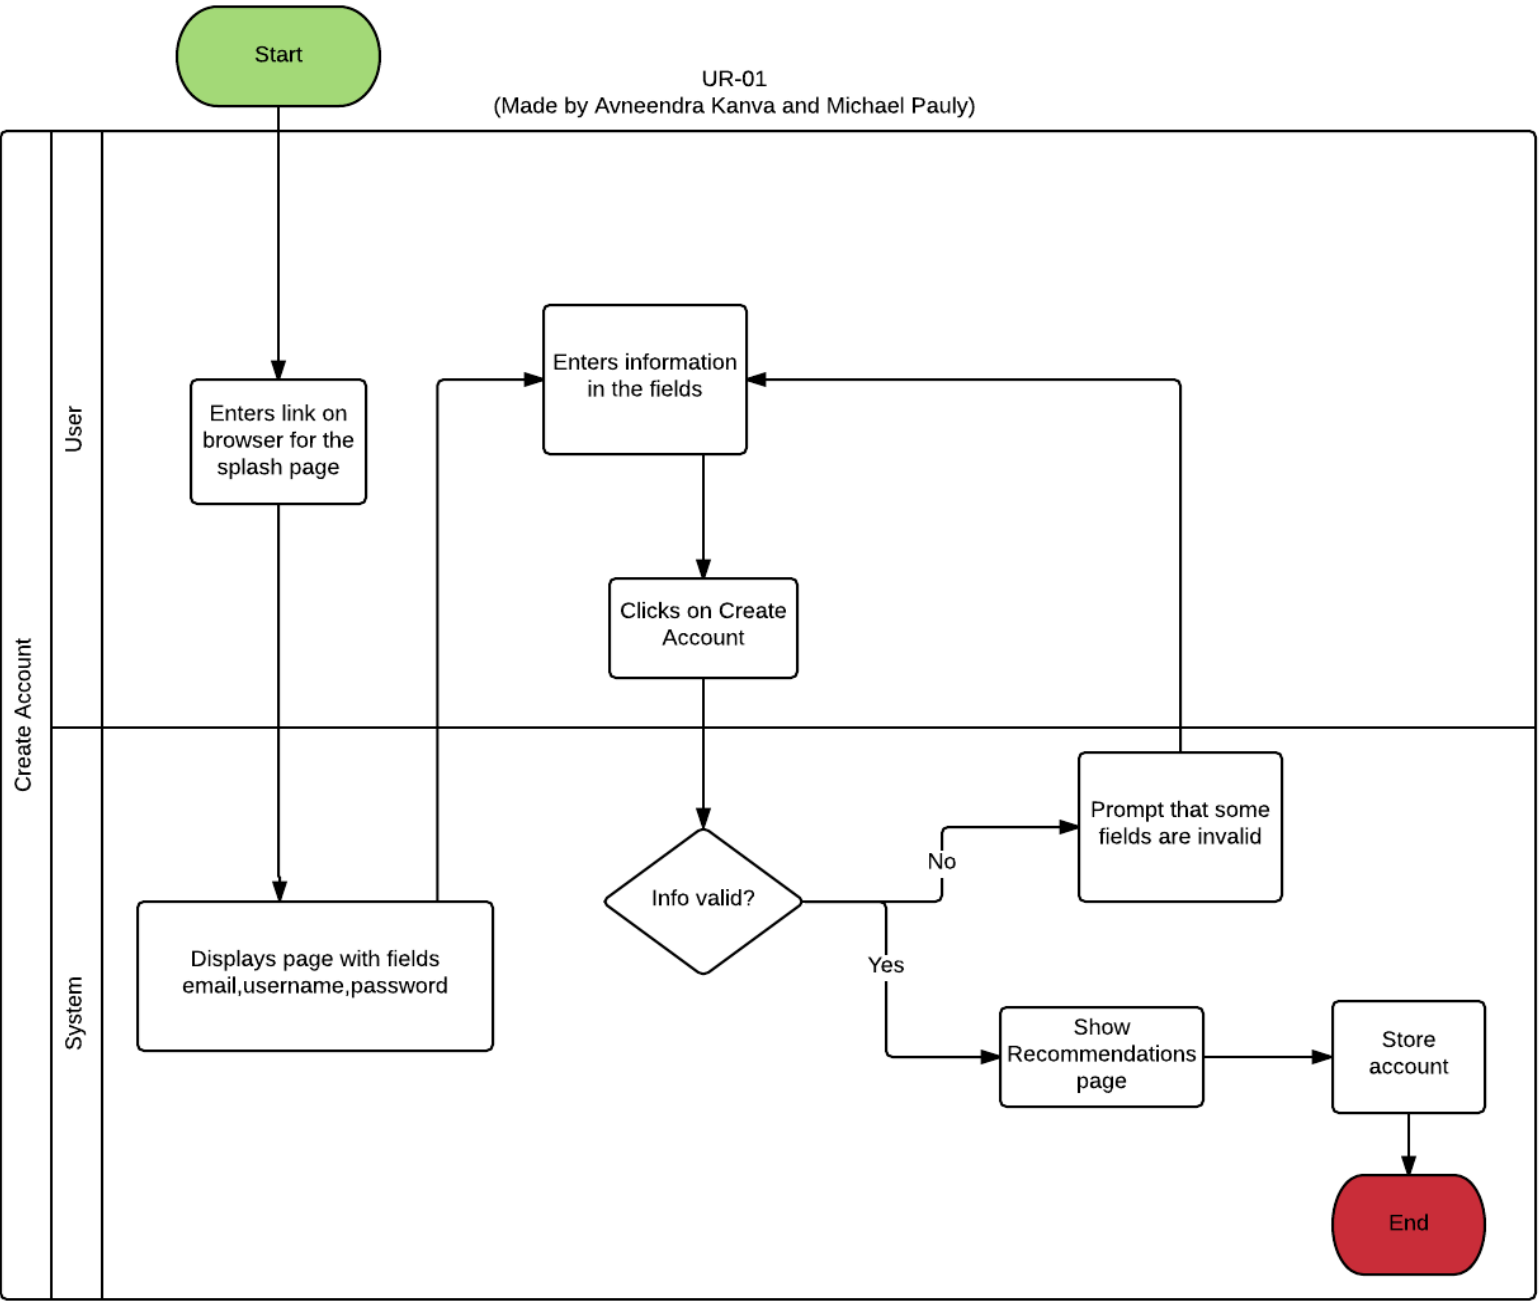 Start
UR-01
(Made by Avneendra Kanva and Michael Pauly)
Create Account
User
Enters link on
browser for the
splash page
Enters information
in the fields
Clicks on Create
Account
System
Displays page with fields
email,username,password
Info valid?
No
Prompt that some
fields are invalid
Yes
Show
Recommendations
page
Store
account
End